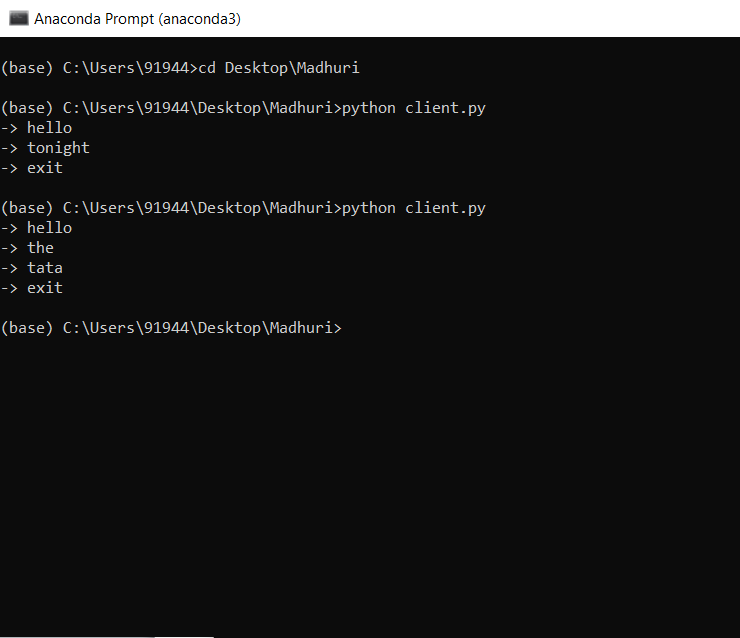 Anaconda Prompt (anaconda3)
(base) C:\Users\91944>cd Desktop\Madhuri
(base) C:\Users\91944\Desktop\Madhuri>python client.py
-> hello
-> tonight
-> exit
(base) C:\Users\91944\Desktop\Madhuri>python client.py
-> hello
-> the
-> tata
-> exit
(base) C:\Users\91944\Desktop\Madhuri>